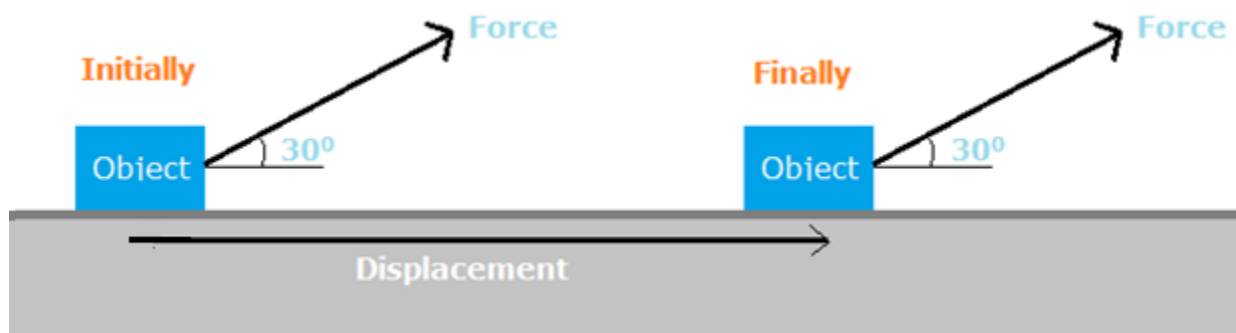 Force
Initially
30⁰
Object
Force
Finally
30⁰
Object
Displacement